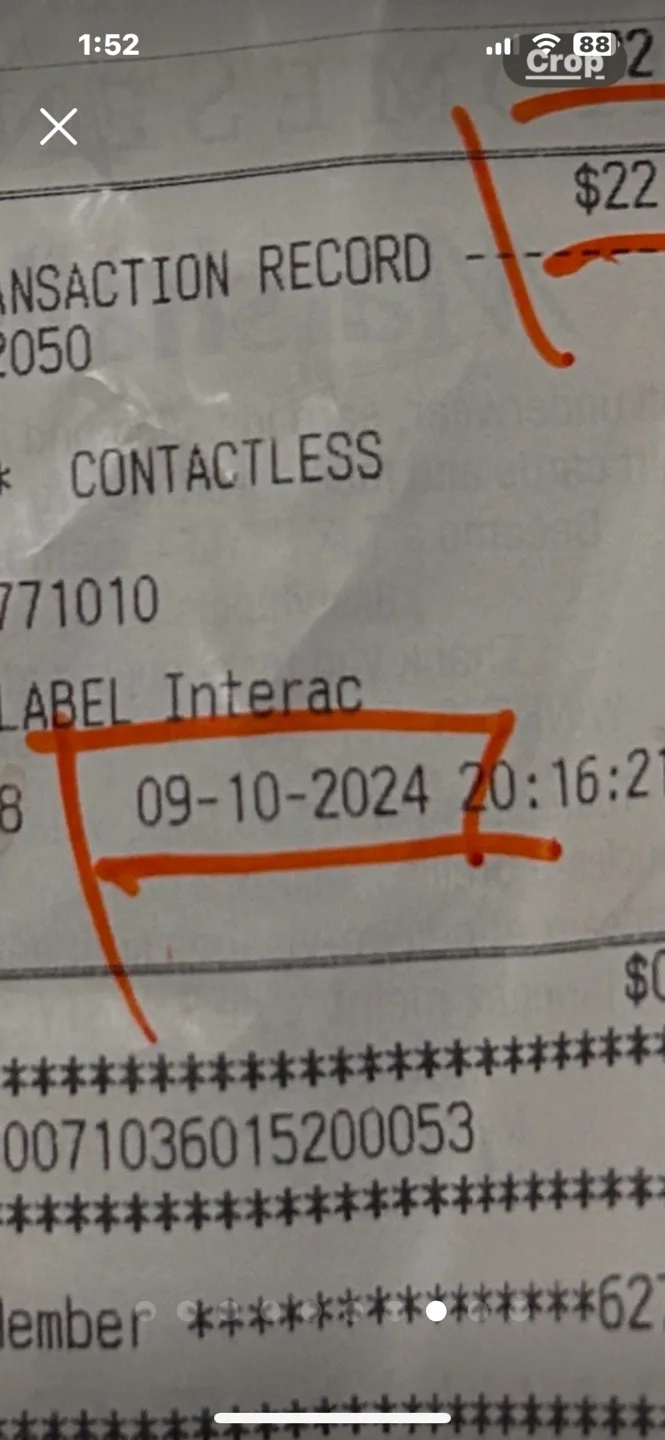 1:52
88
Crop
$22
ANSACTION RECORD ------
2050
* CONTACTLESS
771010
LABEL Interac
8 09-10-2024 20:16:21
$0
**********************
0071036015200053
**********************
ember **************627
**********************